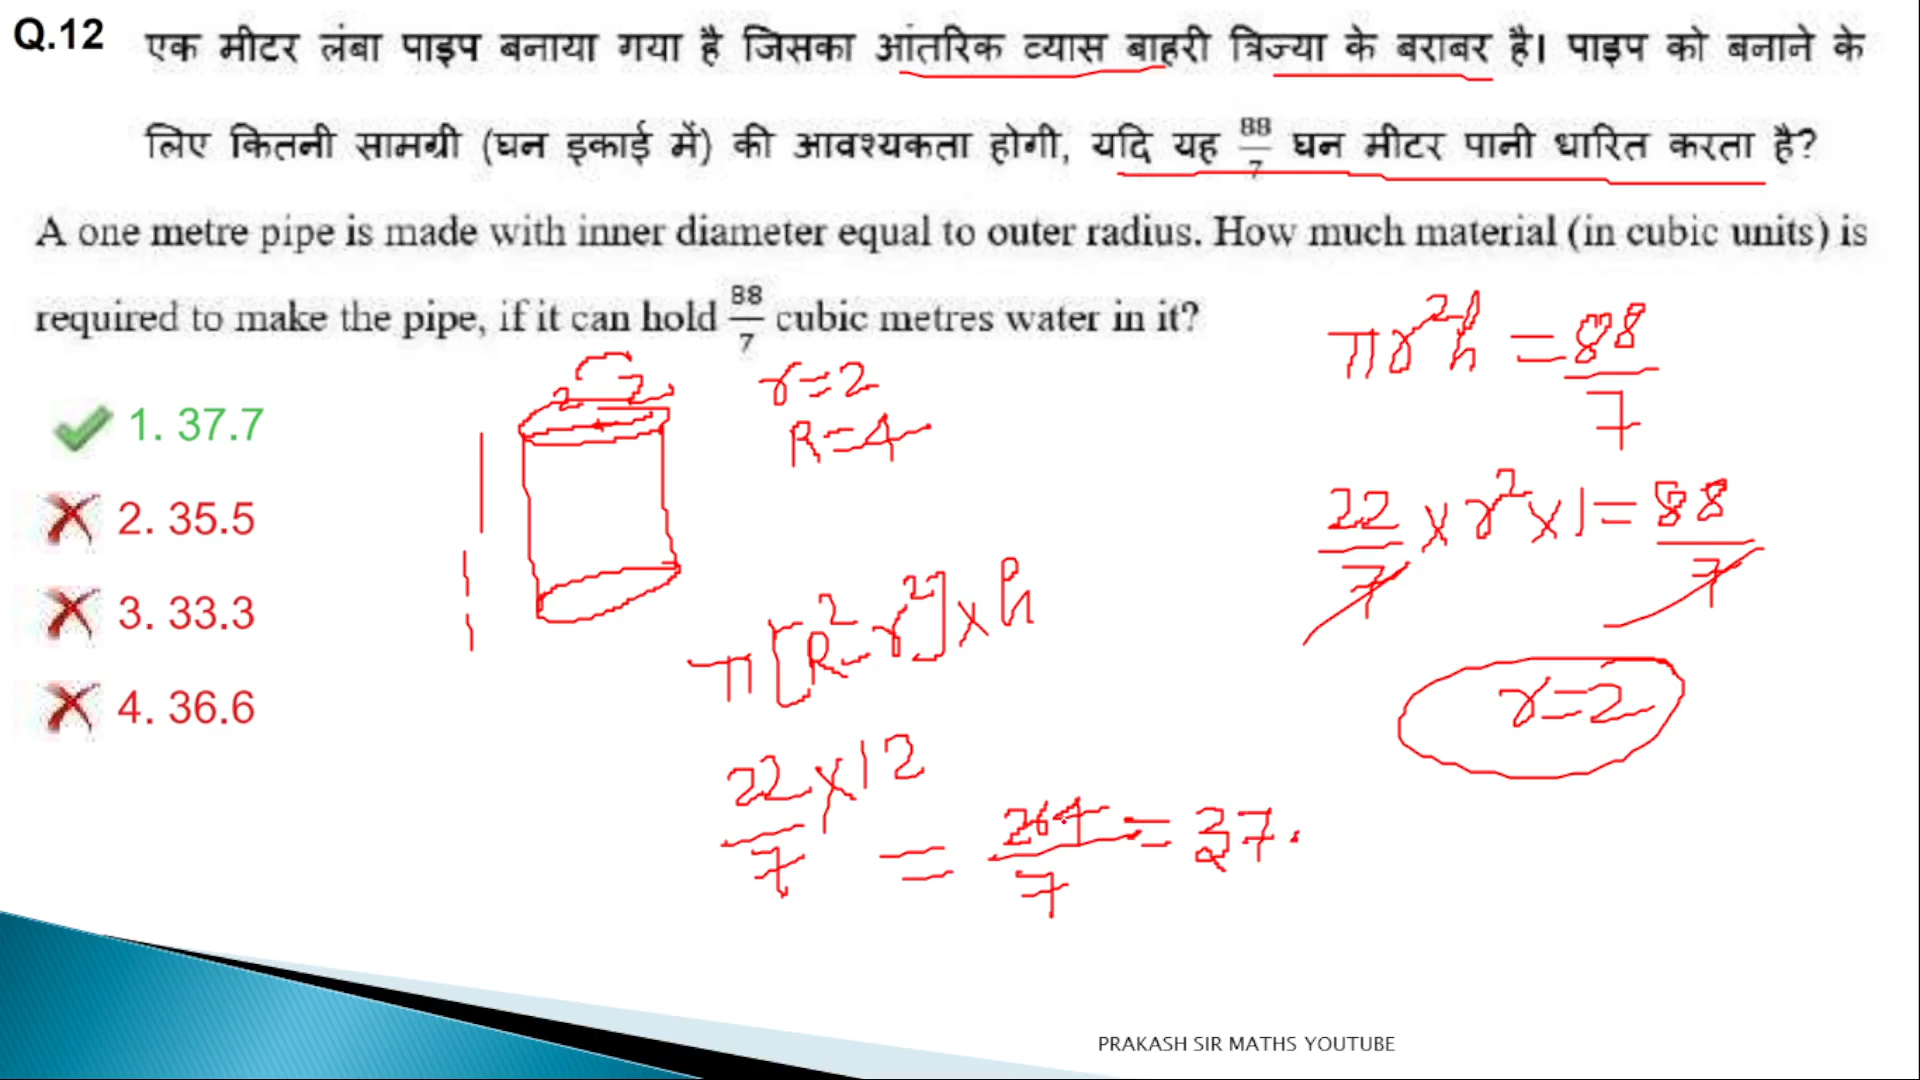 Q.12 एक मीटर लंबा पाइप बनाया गया है जिसका आंतरिक व्यास बाहरी त्रिज्या के बराबर है। पाइप को बनाने के
लिए कितनी सामग्री (घन इकाई में) की आवश्यकता होगी, यदि यह 88/7 घन मीटर पानी धारित करता है?
A one metre pipe is made with inner diameter equal to outer radius. How much material (in cubic units) is
required to make the pipe, if it can hold 88/7 cubic metres water in it?
1. 37.7
2. 35.5
3. 33.3
4. 36.6
2 2
r=2
R=4
π[R²-r²]×h
22/7 ×12 = 264/7 = 37.
πr²h = 88/7
22/7 × r² × 1 = 88/7
r=2
PRAKASH SIR MATHS YOUTUBE